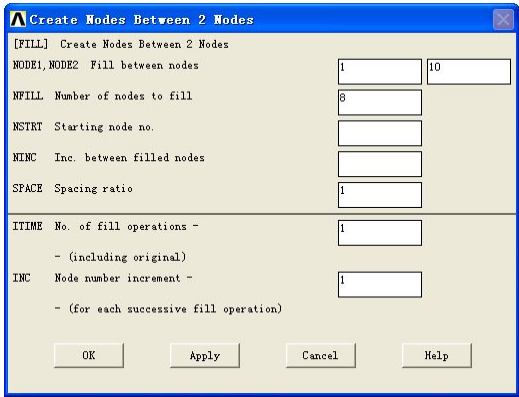 Create Nodes Between 2 Nodes
[FILL] Create Nodes Between 2 Nodes
NODE1,NODE2 Fill between nodes 1 10
NFILL Number of nodes to fill 8
NSTRT Starting node no.
NINC Inc. between filled nodes
SPACE Spacing ratio 1
ITIME No. of fill operations - 1
- (including original)
INC Node number increment - 1
- (for each successive fill operation)
OK Apply Cancel Help